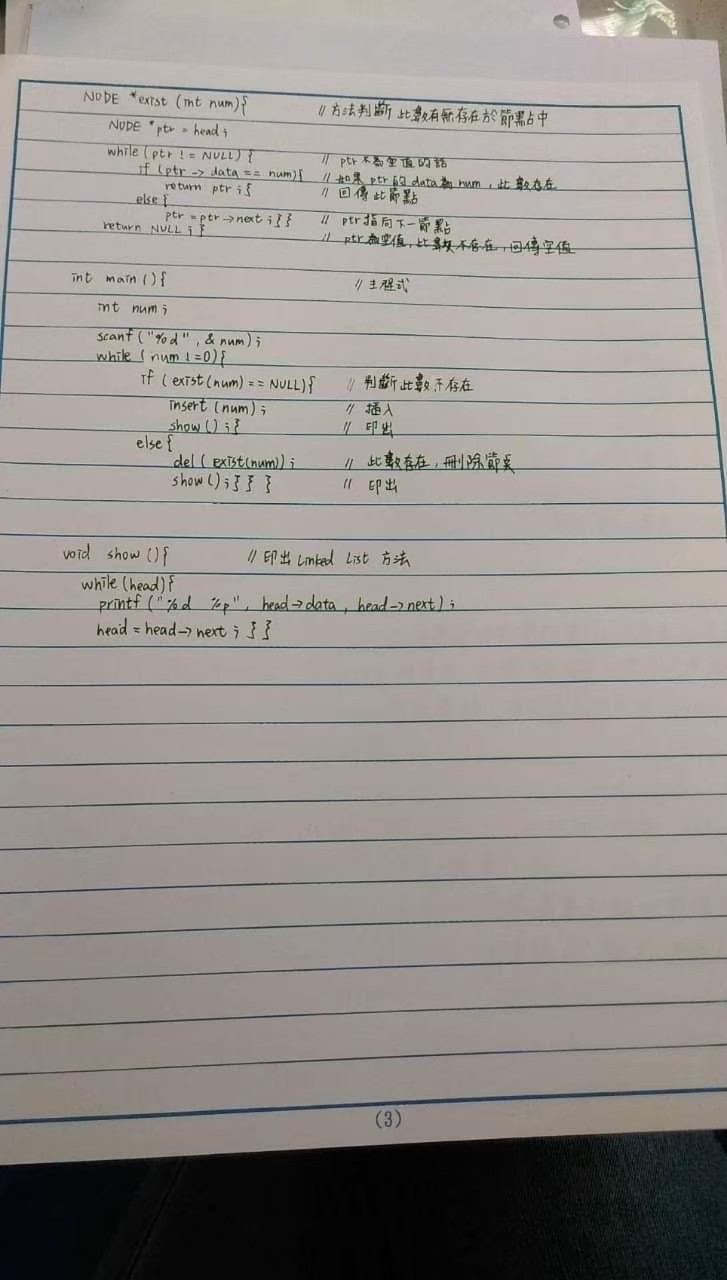 NODE *exist (int num){ // 方法判斷此數有無存在於節點中
NODE *ptr = head;
while (ptr != NULL) { // ptr 不為空值的話
if (ptr -> data == num){ // 如果 ptr 的 data 為 num, 此數存在
return ptr;{ // 回傳此節點
else{
ptr = ptr->next;}} // ptr 指向下一節點
return NULL;} // ptr 為空值, 此數不存在, 回傳空值
int main(){ // 主程式
int num;
scanf("%d", & num);
while ( num !=0){
if (exist(num) == NULL){ // 判斷此數不存在
insert (num); // 插入
show();} // 印出
else{
del( exist(num)); // 此數存在, 刪除節點
show();}}} // 印出
void show (){ // 印出 Linked List 方法
while (head){
printf ("%d %p", head->data, head->next);
head = head->next; }}
(3)